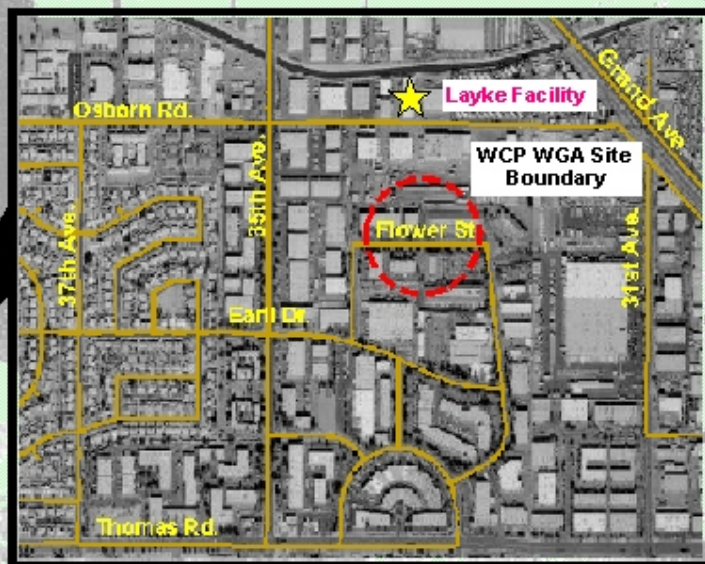 Grand Ave
Layke Facility
Osborn Rd.
WCP WGA Site
Boundary
35th Ave.
Flower St
37th Ave.
31st Ave.
Earll Dr
Thomas Rd.